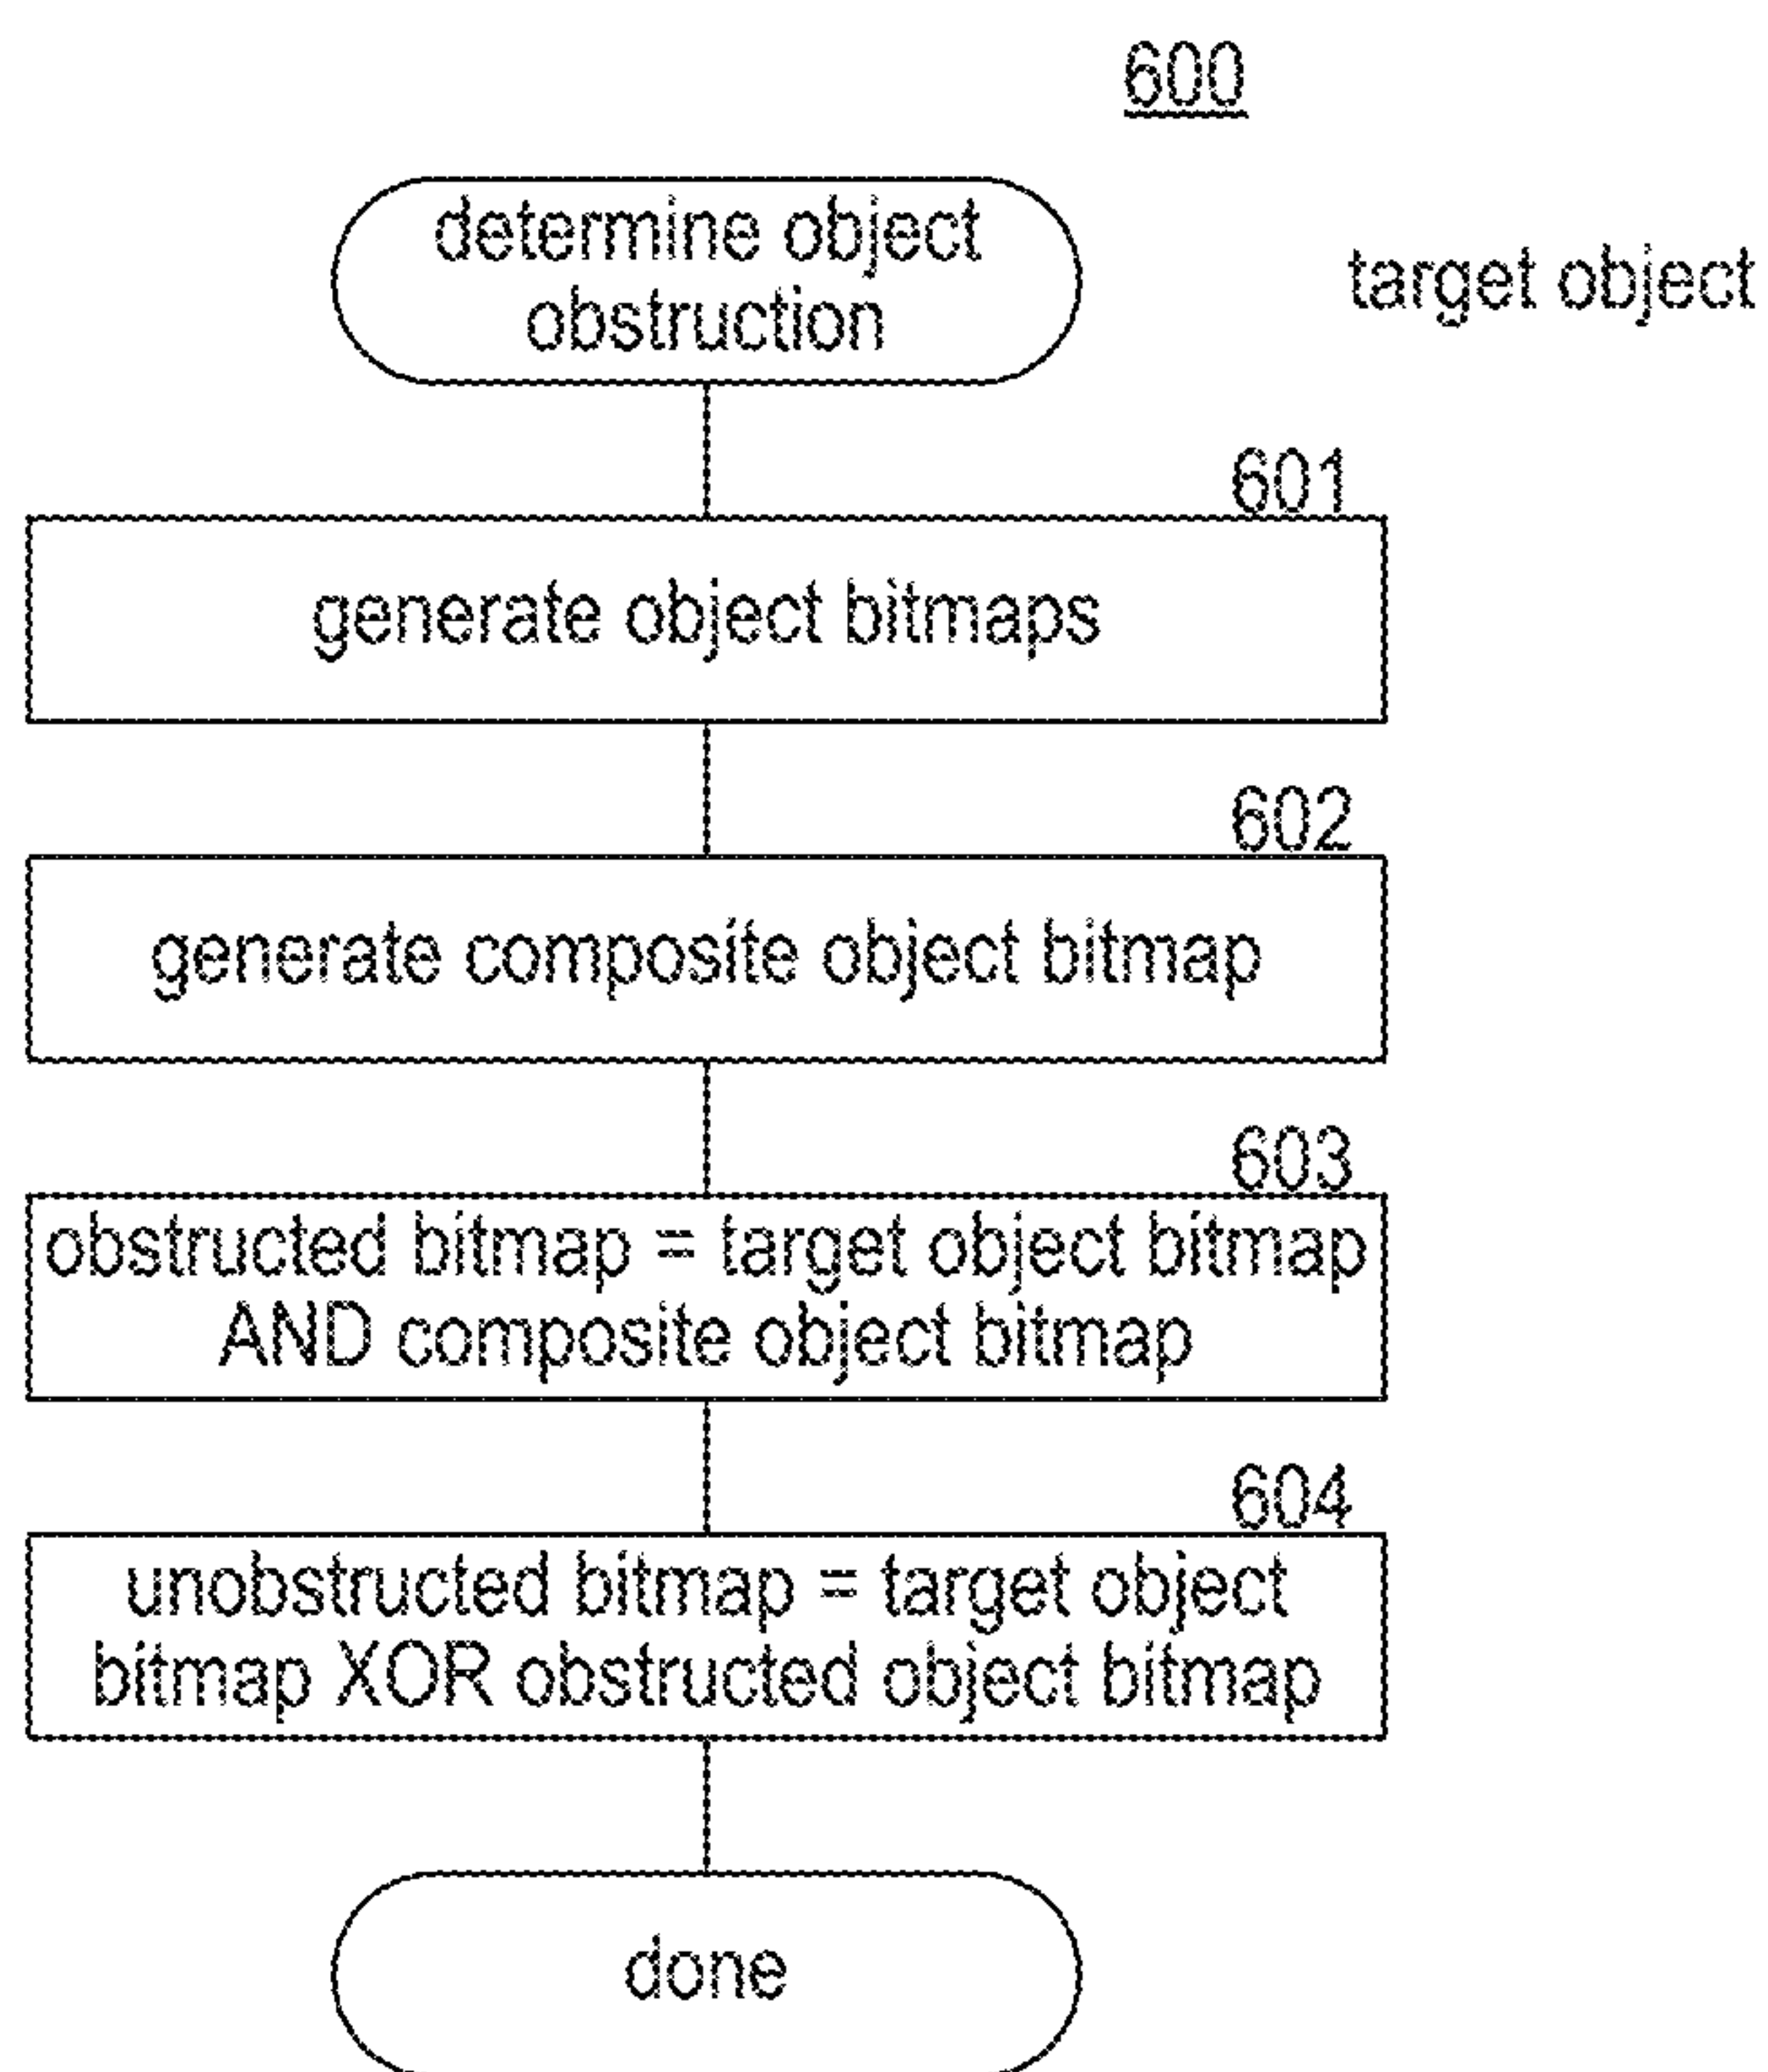 600
determine object
obstruction
target object
601
generate object bitmaps
602
generate composite object bitmap
603
obstructed bitmap = target object bitmap
AND composite object bitmap
604
unobstructed bitmap = target object
bitmap XOR obstructed object bitmap
done